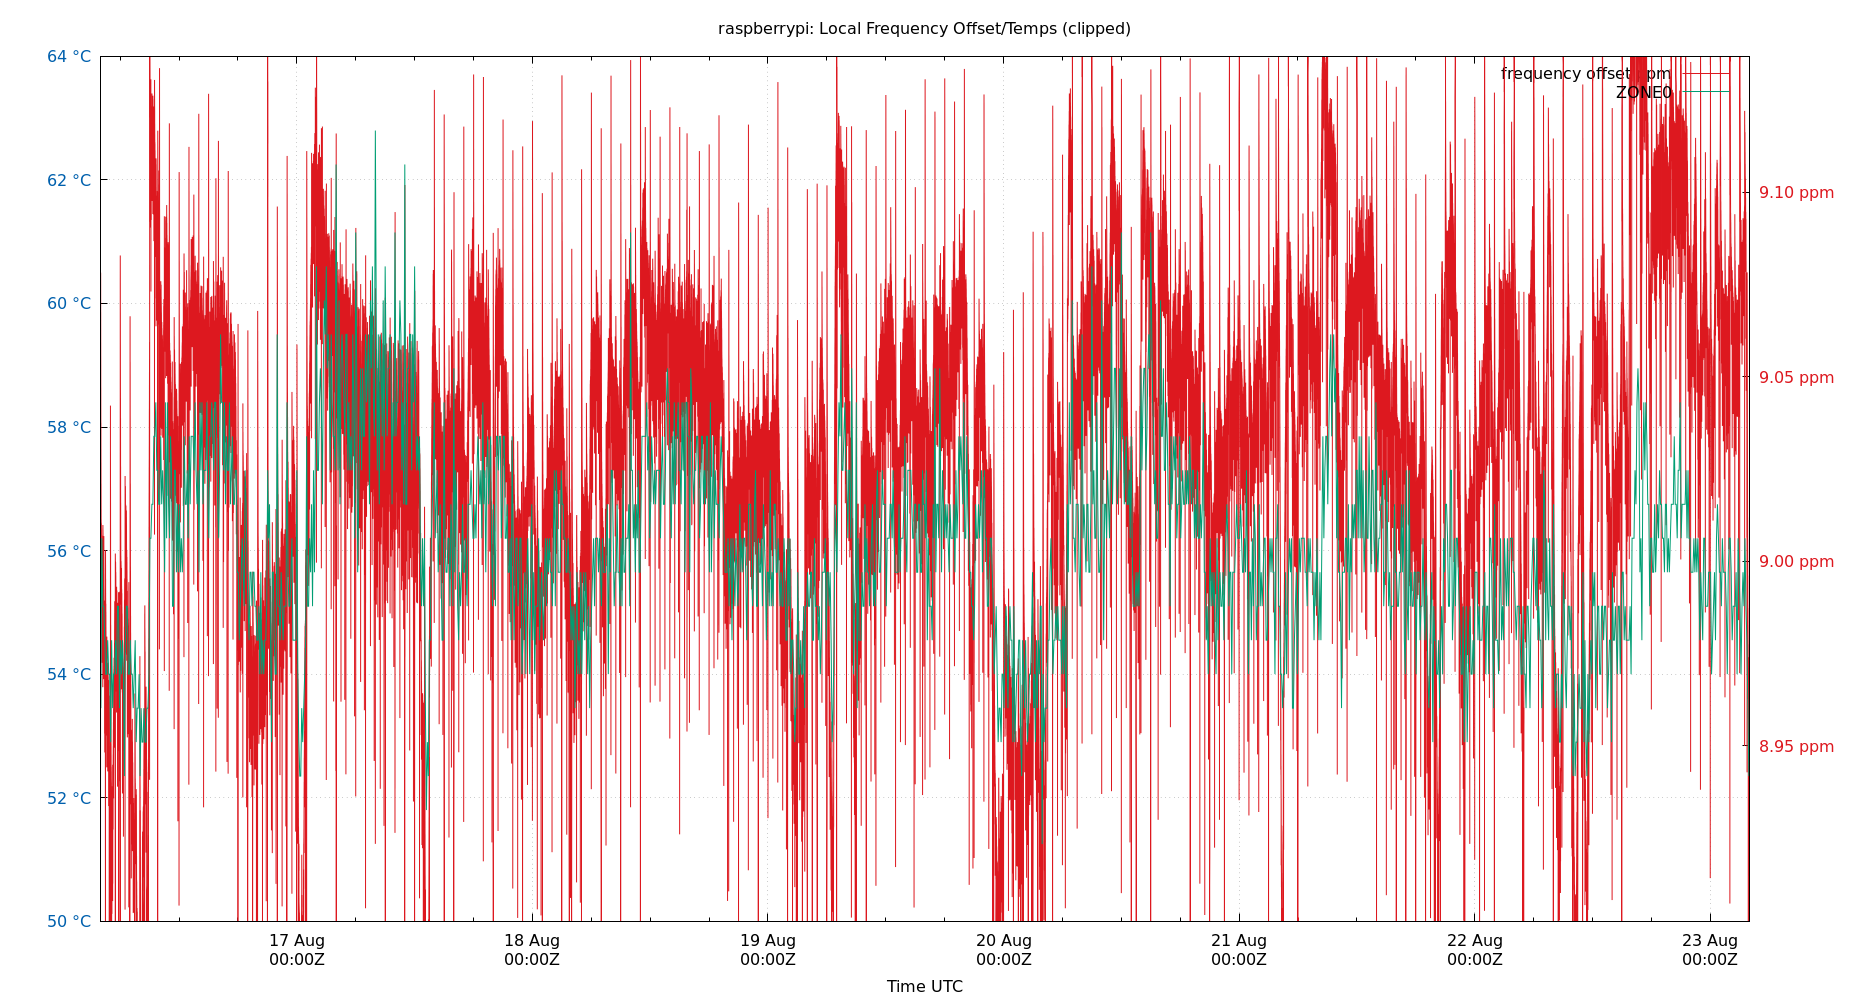 raspberrypi: Local Frequency Offset/Temps (clipped)
64 °C
62 °C
60 °C
58 °C
56 °C
54 °C
52 °C
50 °C
frequency offset ppm
ZONE0
9.10 ppm
9.05 ppm
9.00 ppm
8.95 ppm
17 Aug
00:00Z
18 Aug
00:00Z
19 Aug
00:00Z
20 Aug
00:00Z
21 Aug
00:00Z
22 Aug
00:00Z
23 Aug
00:00Z
Time UTC